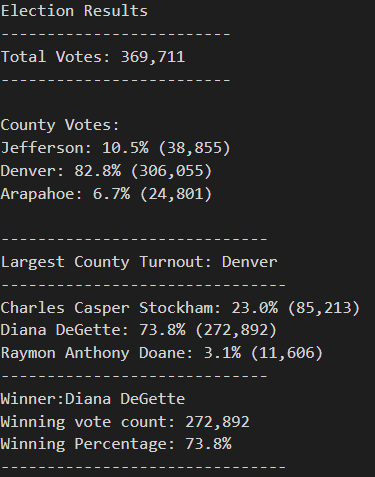 Election Results
-------------------------
Total Votes: 369,711
-------------------------
County Votes:
Jefferson: 10.5% (38,855)
Denver: 82.8% (306,055)
Arapahoe: 6.7% (24,801)
-----------------------------
Largest County Turnout: Denver
-------------------------------
Charles Casper Stockham: 23.0% (85,213)
Diana DeGette: 73.8% (272,892)
Raymon Anthony Doane: 3.1% (11,606)
-----------------------------
Winner:Diana DeGette
Winning vote count: 272,892
Winning Percentage: 73.8%
-------------------------------